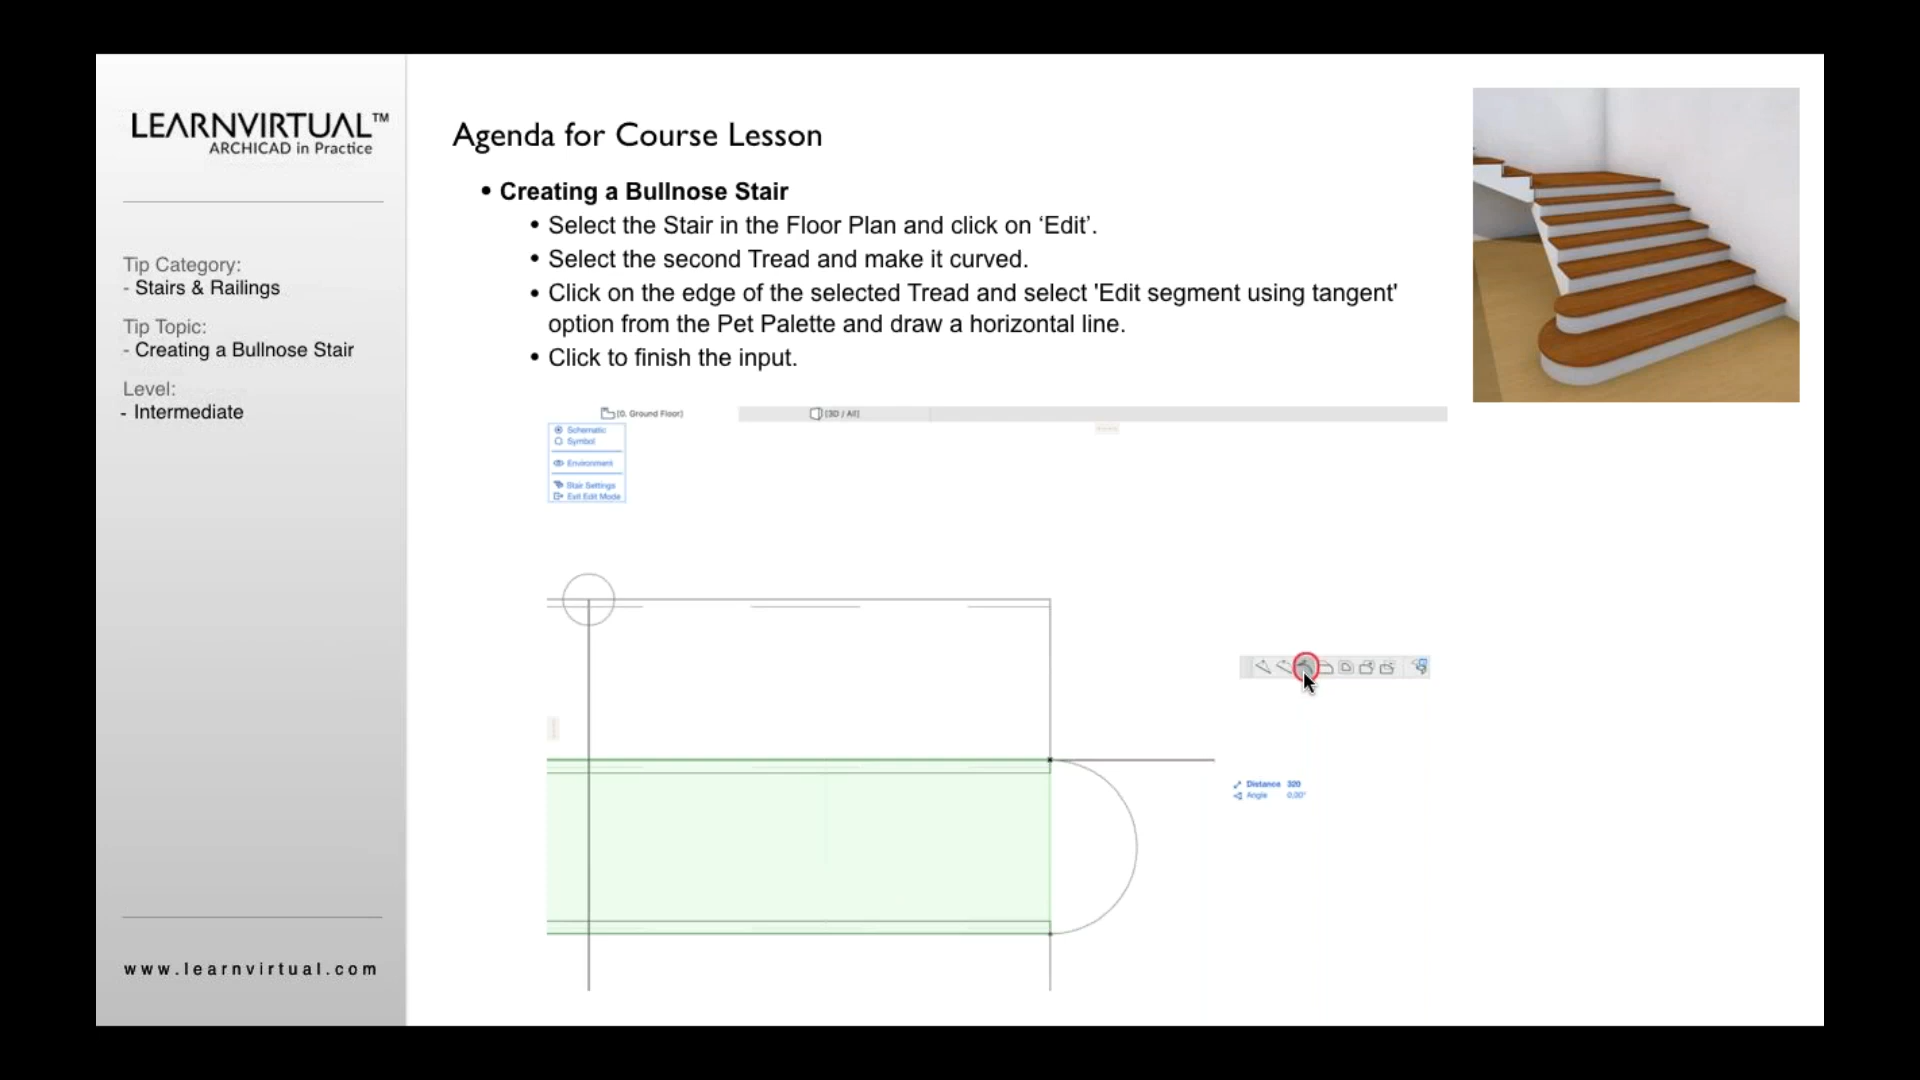 LEARNVIRTUAL™
ARCHICAD in Practice
Tip Category:
- Stairs & Railings
Tip Topic:
- Creating a Bullnose Stair
Level:
- Intermediate
www.learnvirtual.com
Agenda for Course Lesson
• Creating a Bullnose Stair
• Select the Stair in the Floor Plan and click on ‘Edit’.
• Select the second Tread and make it curved.
• Click on the edge of the selected Tread and select 'Edit segment using tangent'
option from the Pet Palette and draw a horizontal line.
• Click to finish the input.
[0. Ground Floor]
[3D / All]
Schematic
Symbol
Environment
Stair Settings
Exit Edit Mode
Distance 320
Angle 0,00°